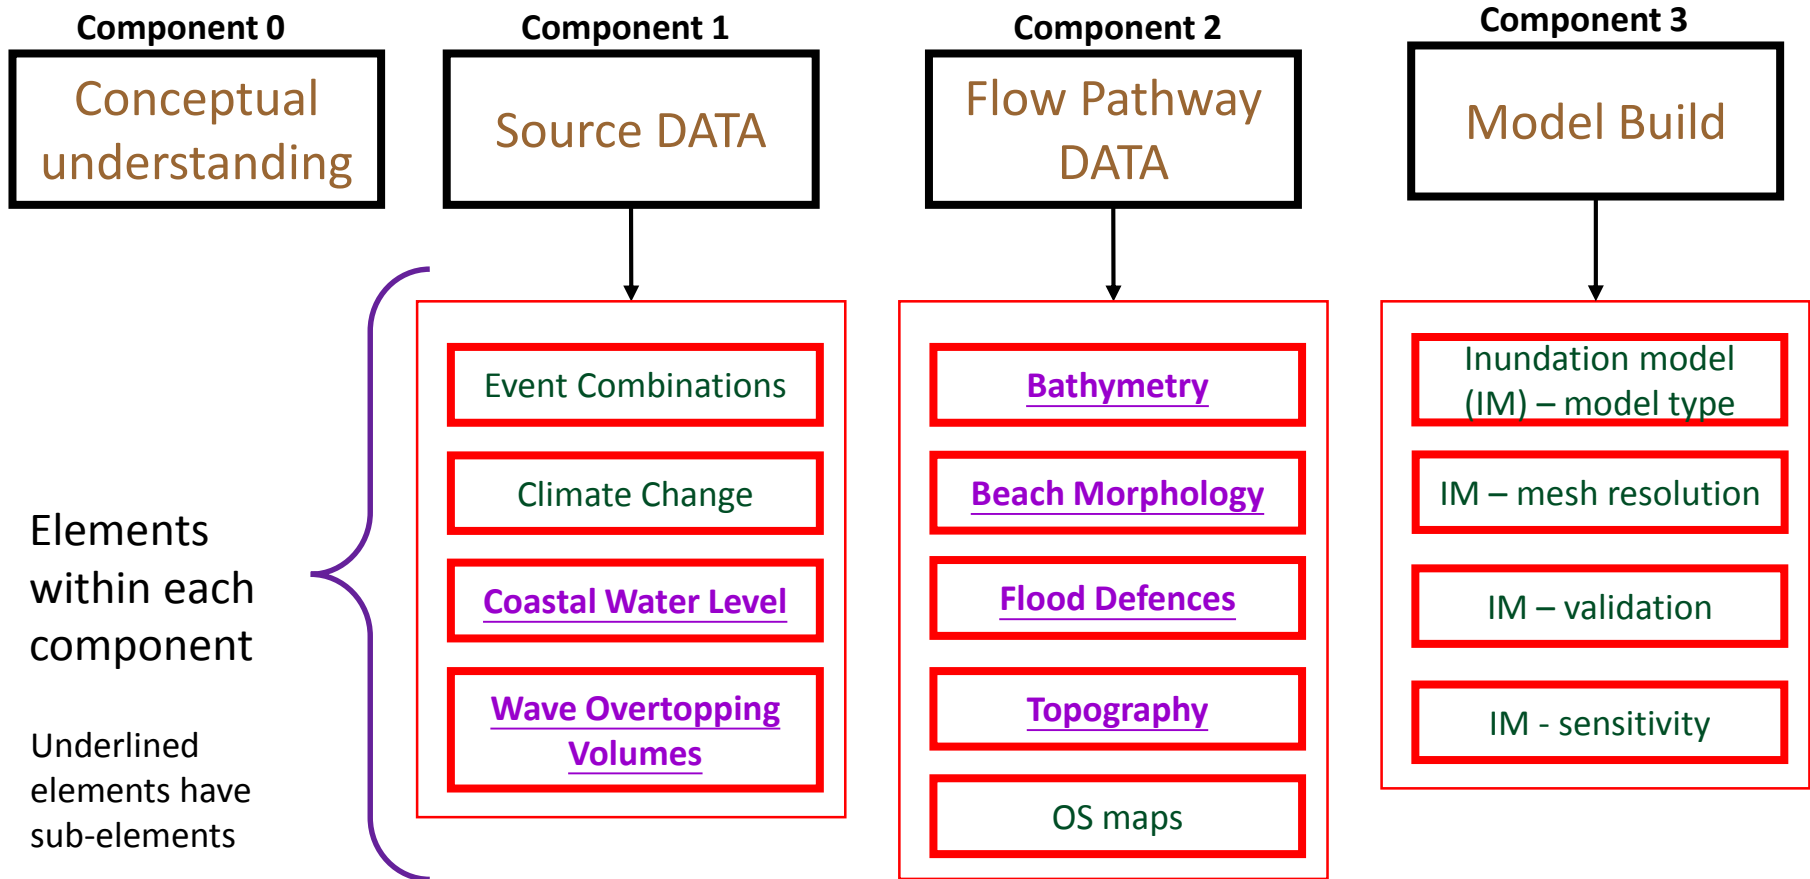 Component 0
Conceptual
understanding
Component 1
Source DATA
Component 2
Flow Pathway
DATA
Component 3
Model Build
Elements
within each
component
Underlined
elements have
sub-elements
Event Combinations
Climate Change
Coastal Water Level
Wave Overtopping
Volumes
Bathymetry
Beach Morphology
Flood Defences
Topography
OS maps
Inundation model
(IM) – model type
IM – mesh resolution
IM – validation
IM - sensitivity